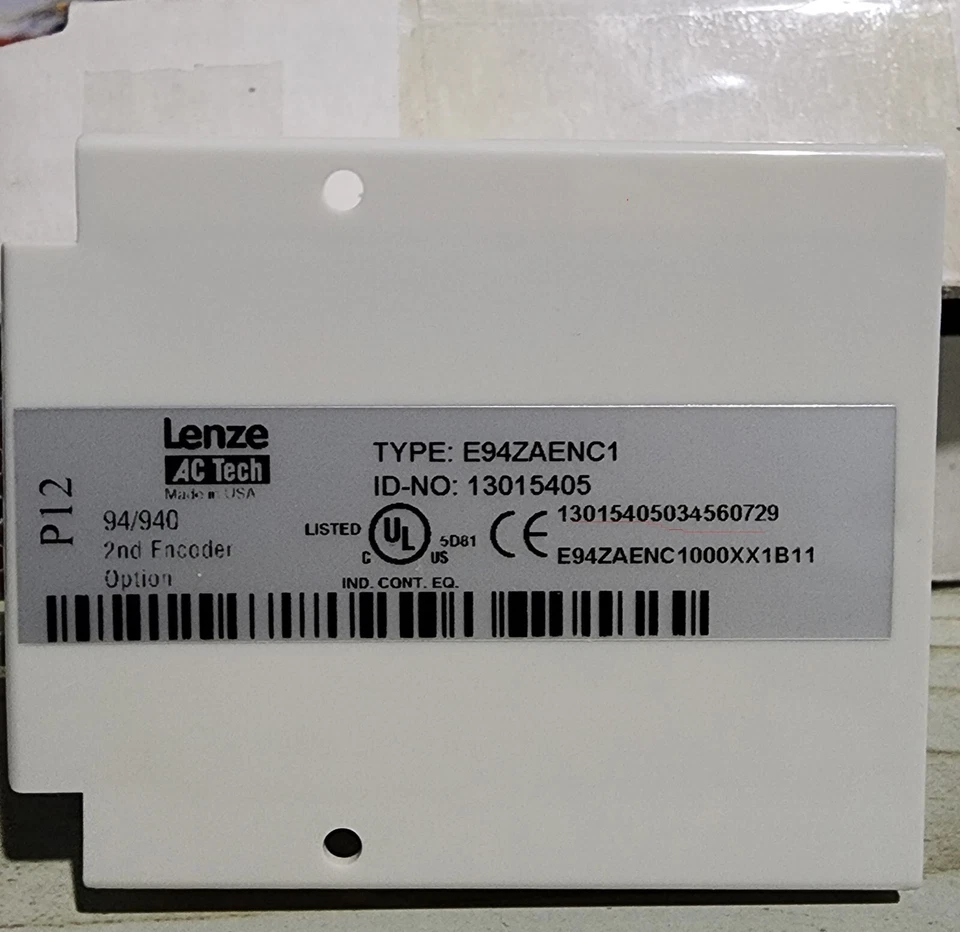 P12
Lenze
AC Tech
Made in USA
94/940
2nd Encoder
Option
TYPE: E94ZAENC1
ID-NO: 13015405
LISTED
UL
C
US
5D81
IND. CONT. EQ.
CE
13015405034560729
E94ZAENC1000XX1B11